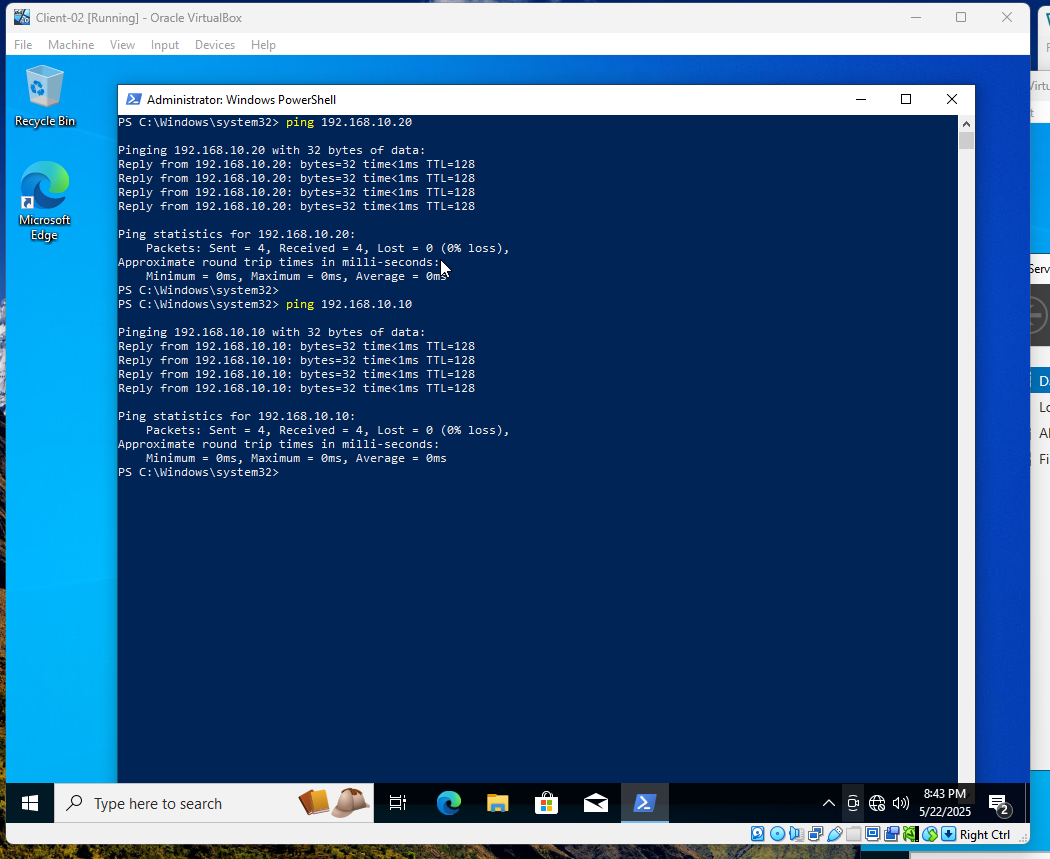 Client-02 [Running] - Oracle VirtualBox
File Machine View Input Devices Help
Recycle Bin
Microsoft
Edge
Administrator: Windows PowerShell
PS C:\Windows\system32> ping 192.168.10.20
Pinging 192.168.10.20 with 32 bytes of data:
Reply from 192.168.10.20: bytes=32 time<1ms TTL=128
Reply from 192.168.10.20: bytes=32 time<1ms TTL=128
Reply from 192.168.10.20: bytes=32 time<1ms TTL=128
Reply from 192.168.10.20: bytes=32 time<1ms TTL=128
Ping statistics for 192.168.10.20:
Packets: Sent = 4, Received = 4, Lost = 0 (0% loss),
Approximate round trip times in milli-seconds:
Minimum = 0ms, Maximum = 0ms, Average = 0ms
PS C:\Windows\system32>
PS C:\Windows\system32> ping 192.168.10.10
Pinging 192.168.10.10 with 32 bytes of data:
Reply from 192.168.10.10: bytes=32 time<1ms TTL=128
Reply from 192.168.10.10: bytes=32 time<1ms TTL=128
Reply from 192.168.10.10: bytes=32 time<1ms TTL=128
Reply from 192.168.10.10: bytes=32 time<1ms TTL=128
Ping statistics for 192.168.10.10:
Packets: Sent = 4, Received = 4, Lost = 0 (0% loss),
Approximate round trip times in milli-seconds:
Minimum = 0ms, Maximum = 0ms, Average = 0ms
PS C:\Windows\system32>
Type here to search
8:43 PM
5/22/2025
2
Right Ctrl